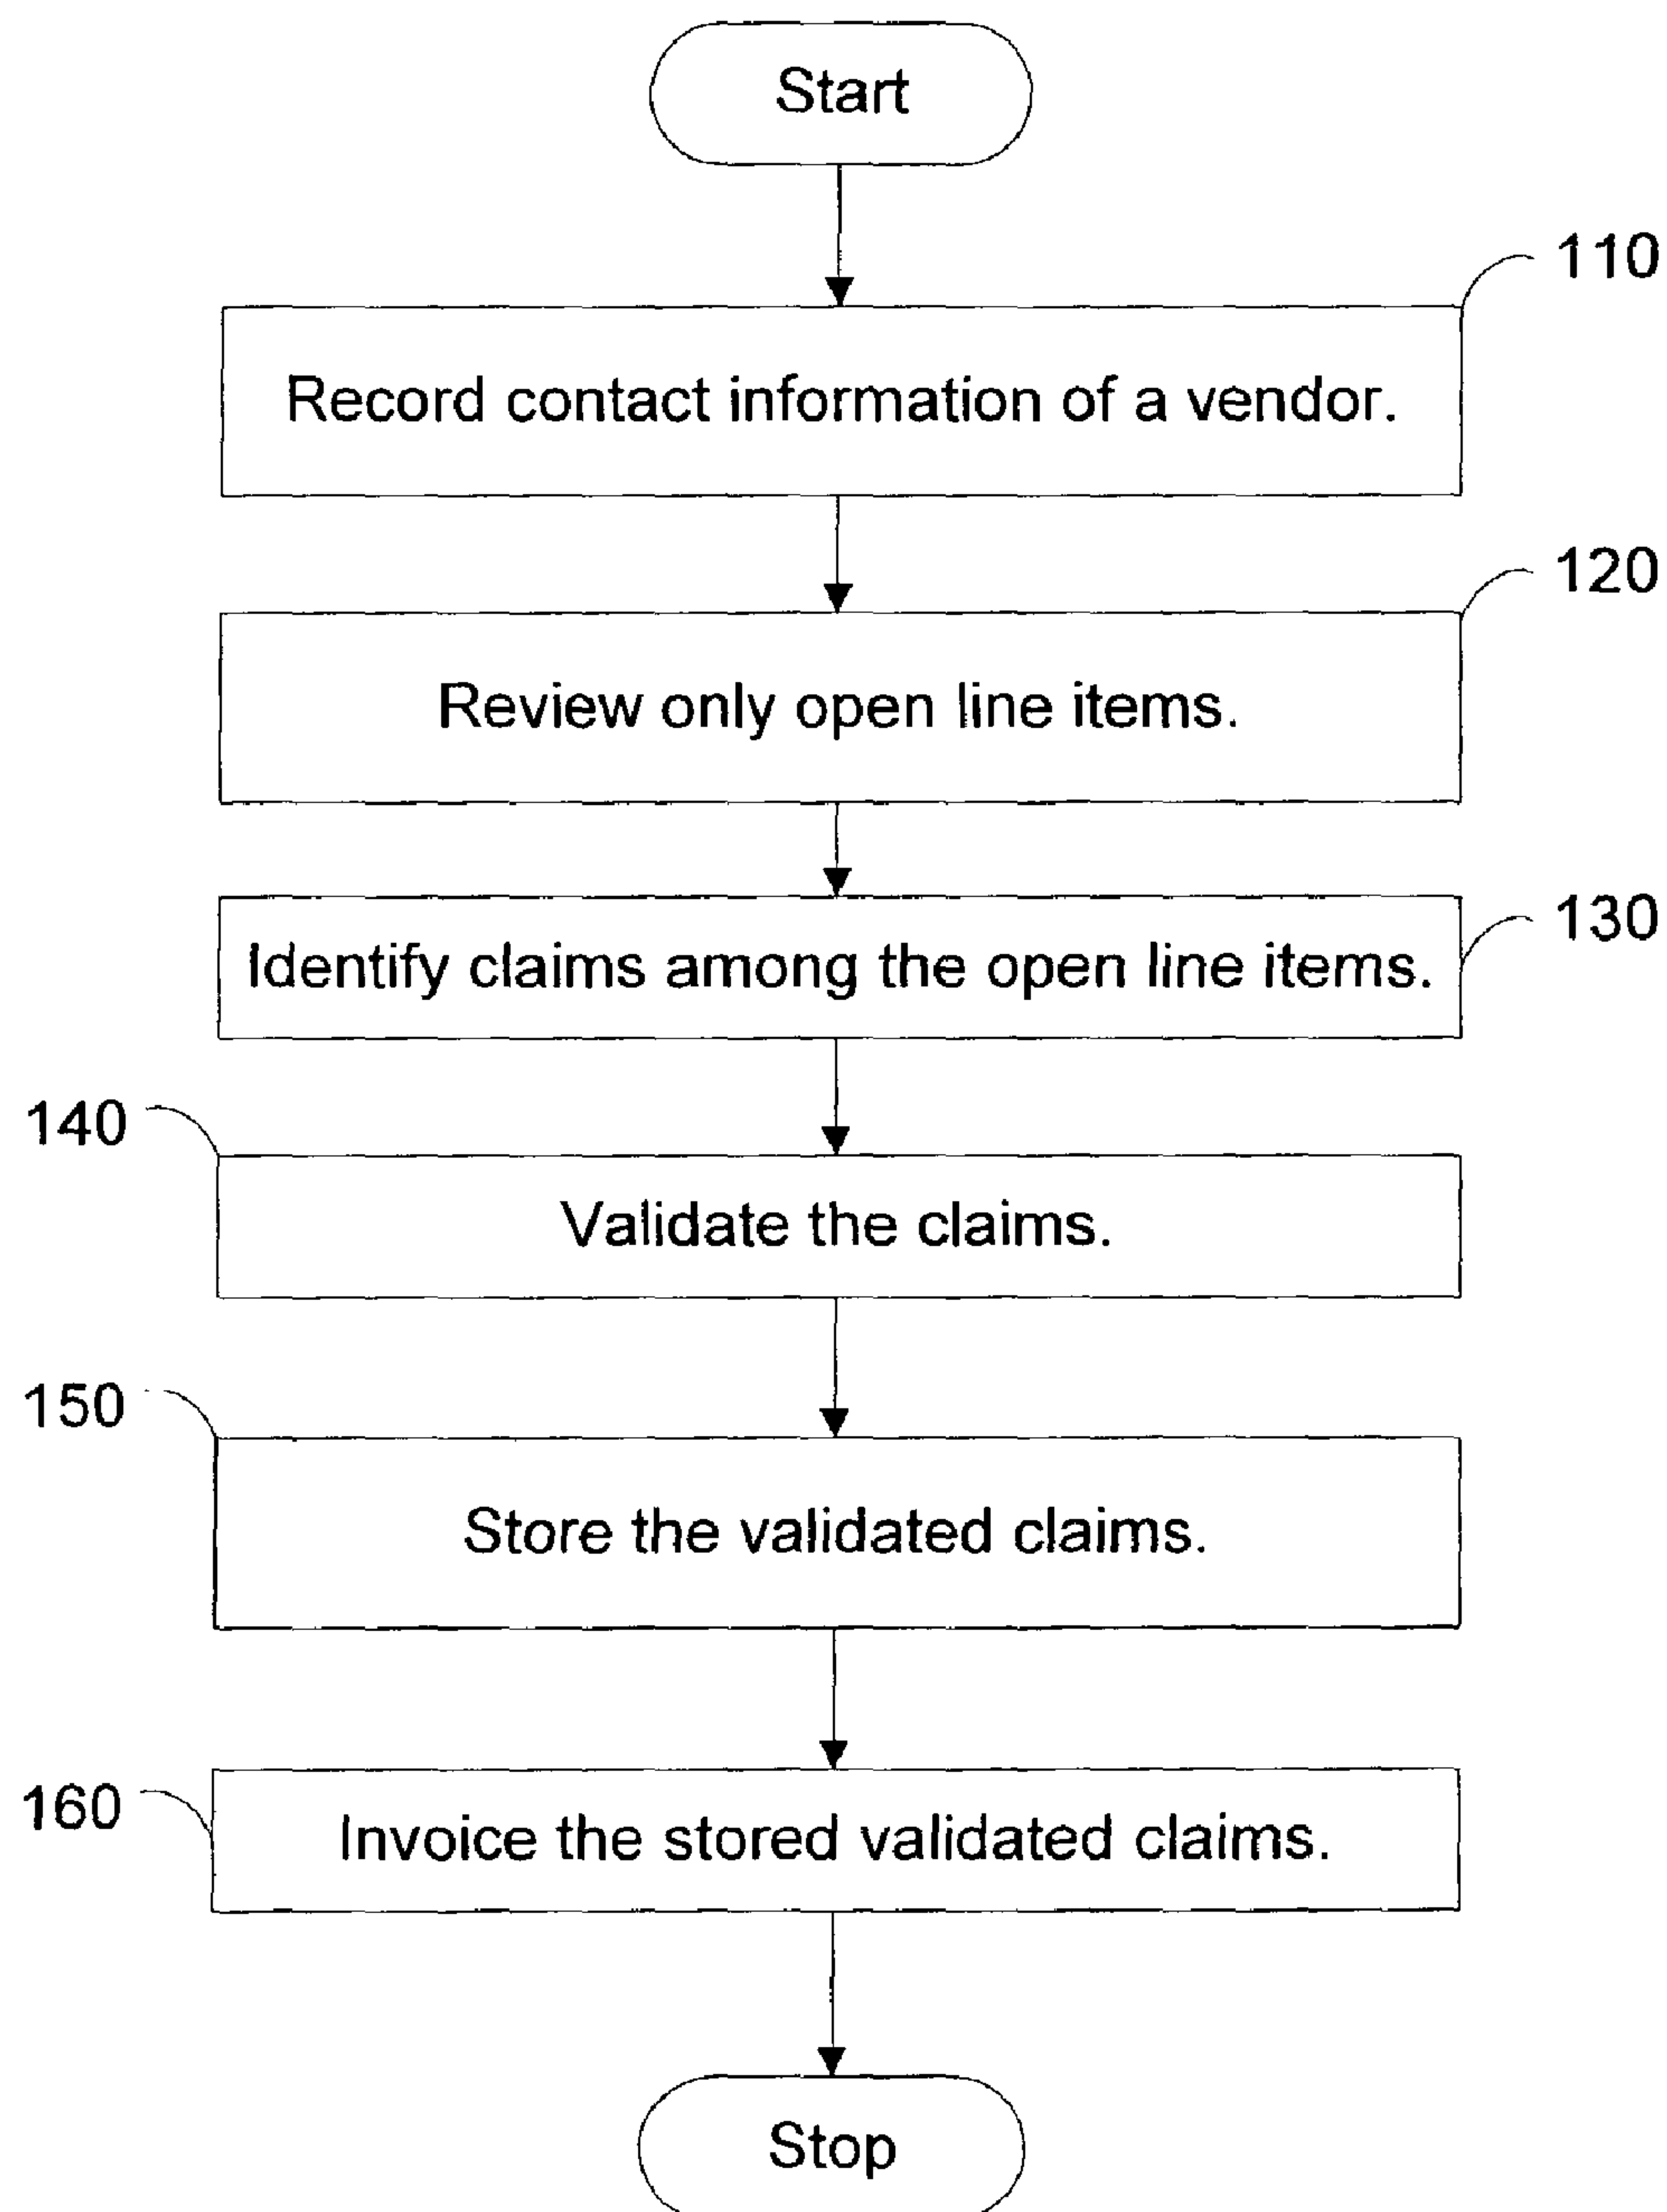 Start
110
Record contact information of a vendor.
120
Review only open line items.
130
Identify claims among the open line items.
140
Validate the claims.
150
Store the validated claims.
160
Invoice the stored validated claims.
Stop